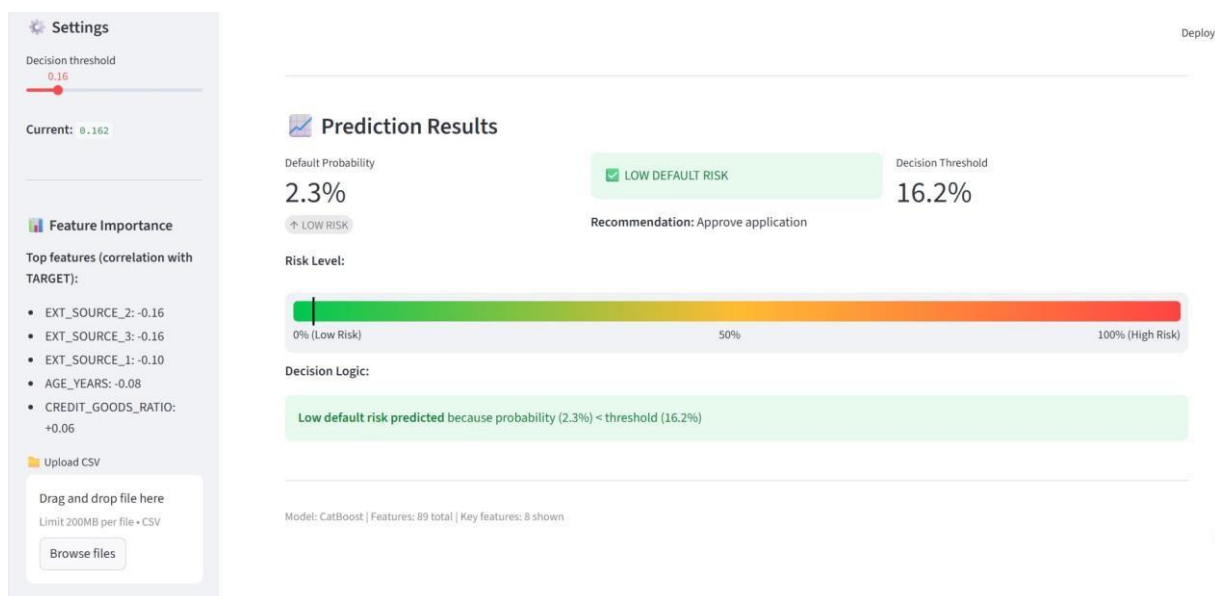 Settings
Decision threshold
0.16
Current: 0.162
Feature Importance
Top features (correlation with
TARGET):
• EXT_SOURCE_2: -0.16
• EXT_SOURCE_3: -0.16
• EXT_SOURCE_1: -0.10
• AGE_YEARS: -0.08
• CREDIT_GOODS_RATIO:
+0.06
Upload CSV
Drag and drop file here
Limit 200MB per file • CSV
Browse files
Deploy
Prediction Results
Default Probability
2.3%
↑ LOW RISK
LOW DEFAULT RISK
Recommendation: Approve application
Decision Threshold
16.2%
Risk Level:
0% (Low Risk) 50% 100% (High Risk)
Decision Logic:
Low default risk predicted because probability (2.3%) < threshold (16.2%)
Model: CatBoost | Features: 89 total | Key features: 8 shown